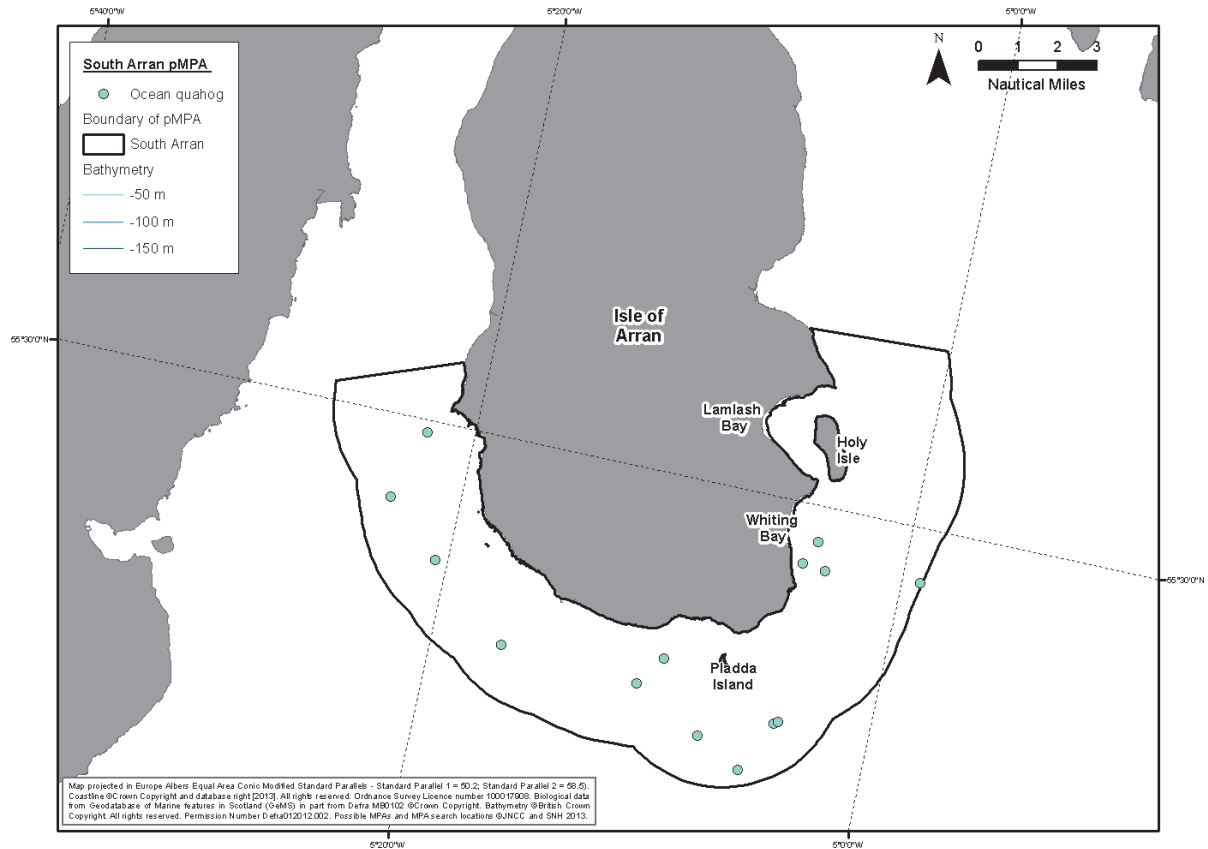 5°40'0"W
5°20'0"W
5°0'0"W
South Arran pMPA
Ocean quahog
Boundary of pMPA
South Arran
Bathymetry
-50 m
-100 m
-150 m
N
0 1 2 3
Nautical Miles
55°30'0"N
Isle of
Arran
Lamlash
Bay
Holy
Isle
Whiting
Bay
55°30'0"N
Pladda
Island
Map projected in Europe Albers Equal Area Conic Modified Standard Parallels - Standard Parallel 1 = 50.2; Standard Parallel 2 = 58.5).
Coastline ©Crown Copyright and database right [2013]. All rights reserved. Ordnance Survey Licence number 100017908. Biological data
from Geodatabase of Marine features in Scotland (GeMS) in part from Defra MB0102 ©Crown Copyright. Bathymetry ©British Crown
Copyright. All rights reserved. Permission Number Defra012012.002. Possible MPAs and MPA search locations ©JNCC and SNH 2013.
5°20'0"W
5°0'0"W